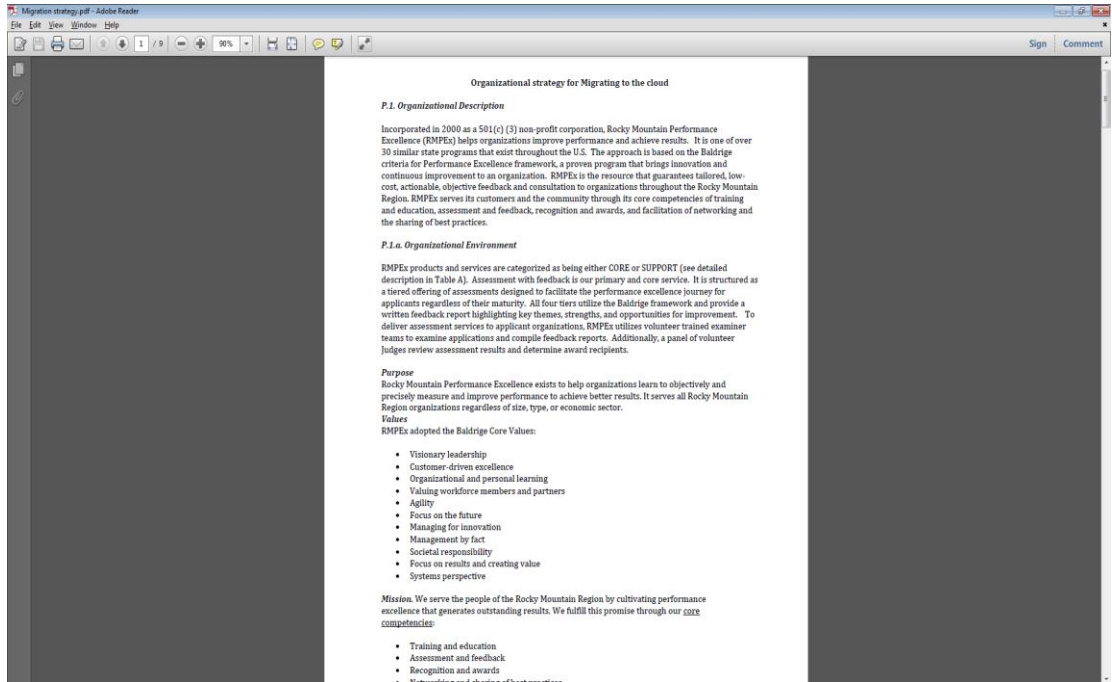 Migration strategy.pdf - Adobe Reader
File Edit View Window Help
1 / 9 90% Sign Comment
Organizational strategy for Migrating to the cloud
P.1. Organizational Description
Incorporated in 2000 as a 501(c) (3) non-profit corporation, Rocky Mountain Performance
Excellence (RMPEx) helps organizations improve performance and achieve results. It is one of over
30 similar state programs that exist throughout the U.S. The approach is based on the Baldrige
criteria for Performance Excellence framework, a proven program that brings innovation and
continuous improvement to an organization. RMPEx is the resource that guarantees tailored, low-
cost, actionable, objective feedback and consultation to organizations throughout the Rocky Mountain
Region. RMPEx serves its customers and the community through its core competencies of training
and education, assessment and feedback, recognition and awards, and facilitation of networking and
the sharing of best practices.
P.1.a. Organizational Environment
RMPEx products and services are categorized as being either CORE or SUPPORT (see detailed
description in Table A). Assessment with feedback is our primary and core service. It is structured as
a tiered offering of assessments designed to facilitate the performance excellence journey for
applicants regardless of their maturity. All four tiers utilize the Baldrige framework and provide a
written feedback report highlighting key themes, strengths, and opportunities for improvement. To
deliver assessment services to applicant organizations, RMPEx utilizes volunteer trained examiner
teams to examine applications and compile feedback reports. Additionally, a panel of volunteer
Judges review assessment results and determine award recipients.
Purpose
Rocky Mountain Performance Excellence exists to help organizations learn to objectively and
precisely measure and improve performance to achieve better results. It serves all Rocky Mountain
Region organizations regardless of size, type, or economic sector.
Values
RMPEx adopted the Baldrige Core Values:
• Visionary leadership
• Customer-driven excellence
• Organizational and personal learning
• Valuing workforce members and partners
• Agility
• Focus on the future
• Managing for innovation
• Management by fact
• Societal responsibility
• Focus on results and creating value
• Systems perspective
Mission. We serve the people of the Rocky Mountain Region by cultivating performance
excellence that generates outstanding results. We fulfill this promise through our core
competencies:
• Training and education
• Assessment and feedback
• Recognition and awards
• Networking and sharing of best practices